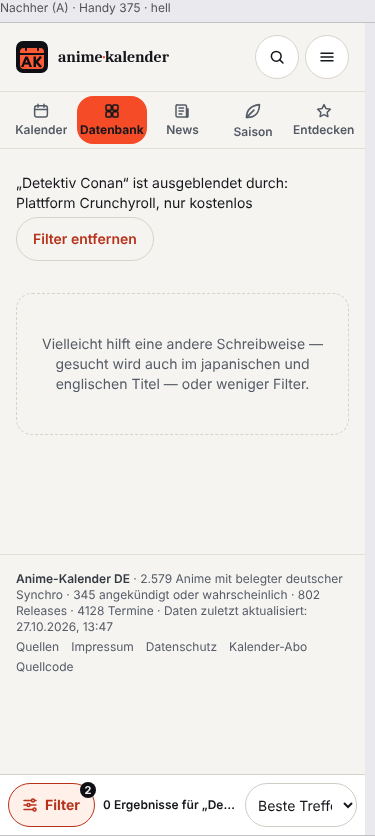 Nachher (A) · Handy 375 · hell
AK
anime·kalender
Kalender
Datenbank
News
Saison
Entdecken
„Detektiv Conan“ ist ausgeblendet durch:
Plattform Crunchyroll, nur kostenlos
Filter entfernen
Vielleicht hilft eine andere Schreibweise —
gesucht wird auch im japanischen und
englischen Titel — oder weniger Filter.
Anime-Kalender DE · 2.579 Anime mit belegter deutscher
Synchro · 345 angekündigt oder wahrscheinlich · 802
Releases · 4128 Termine · Daten zuletzt aktualisiert:
27.10.2026, 13:47
Quellen Impressum Datenschutz Kalender-Abo
Quellcode
Filter 2
0 Ergebnisse für „De…
Beste Treff